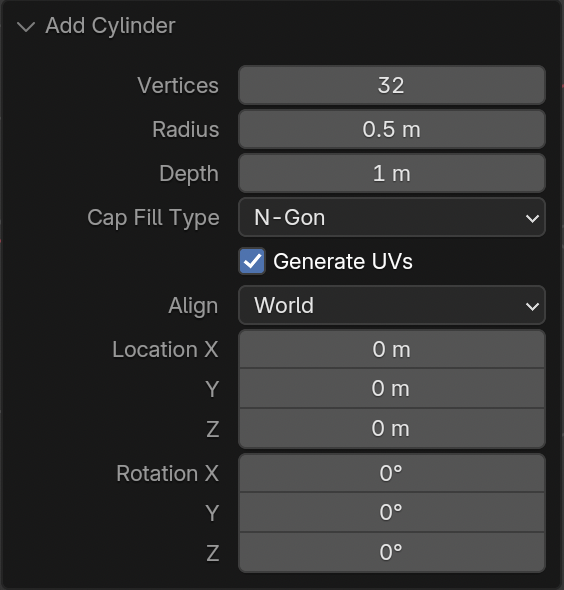 Add Cylinder
Vertices 32
Radius 0.5 m
Depth 1 m
Cap Fill Type N-Gon
Generate UVs
Align World
Location X 0 m
Y 0 m
Z 0 m
Rotation X 0°
Y 0°
Z 0°